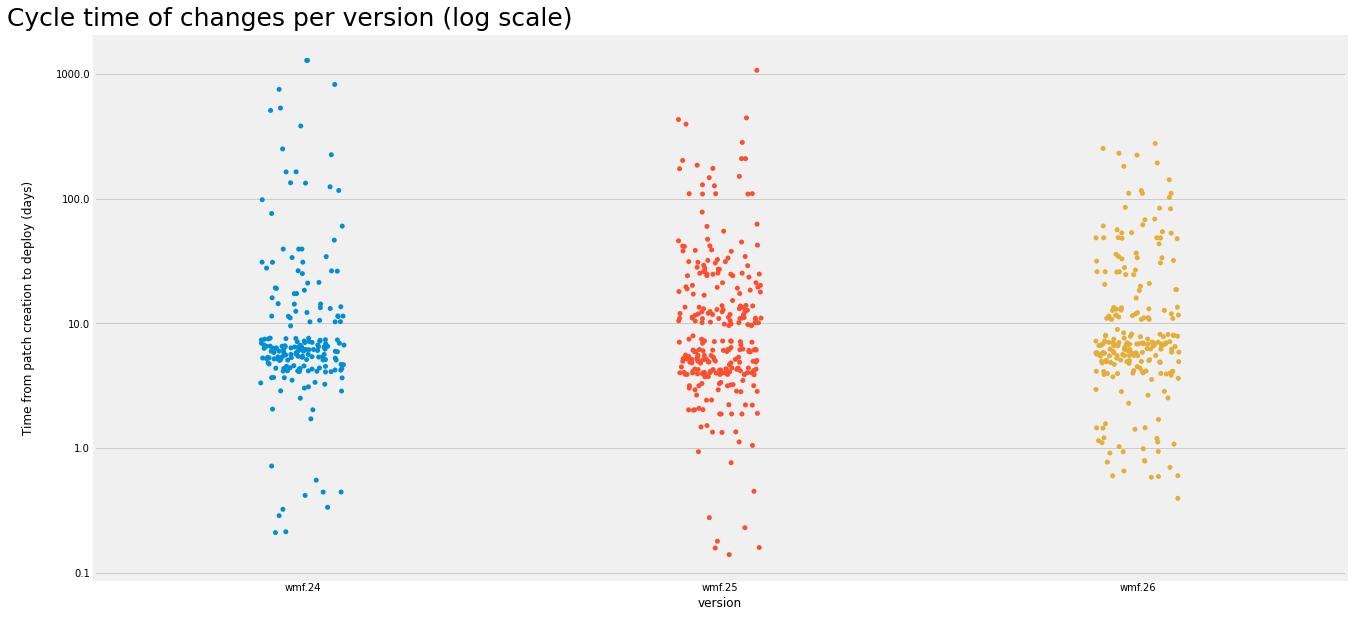 Cycle time of changes per version (log scale)
Time from patch creation to deploy (days)
1000.0
100.0
10.0
1.0
0.1
wmf.24
wmf.25
wmf.26
version